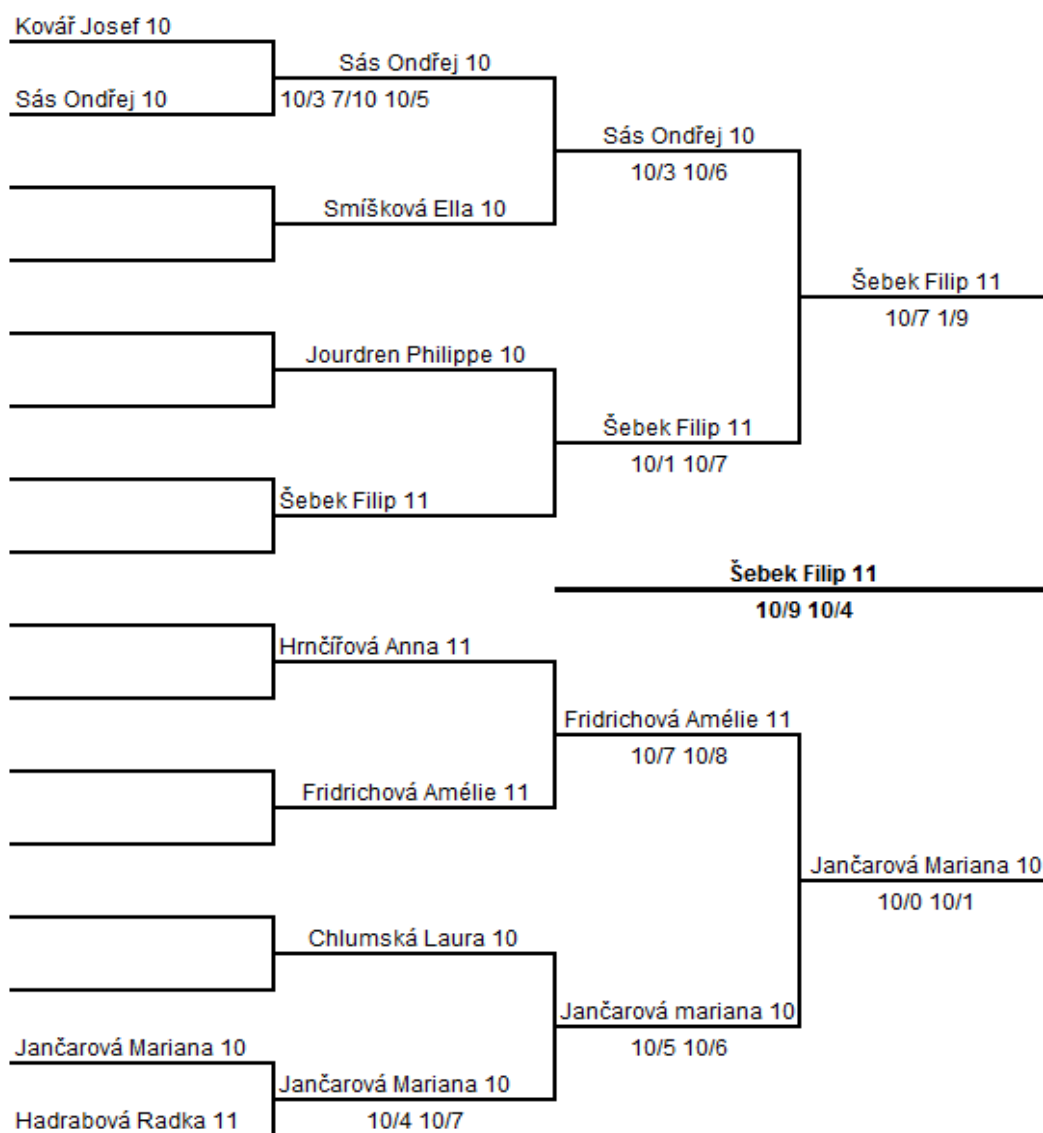 Kovář Josef 10
Sás Ondřej 10
Sás Ondřej 10
10/3 7/10 10/5
Sás Ondřej 10
10/3 10/6
Smíšková Ella 10
Šebek Filip 11
10/7 1/9
Jourdren Philippe 10
Šebek Filip 11
10/1 10/7
Šebek Filip 11
Šebek Filip 11
10/9 10/4
Hrnčířová Anna 11
Fridrichová Amélie 11
10/7 10/8
Fridrichová Amélie 11
Jančarová Mariana 10
10/0 10/1
Chlumská Laura 10
Jančarová mariana 10
10/5 10/6
Jančarová Mariana 10
Jančarová Mariana 10
10/4 10/7
Hadrabová Radka 11